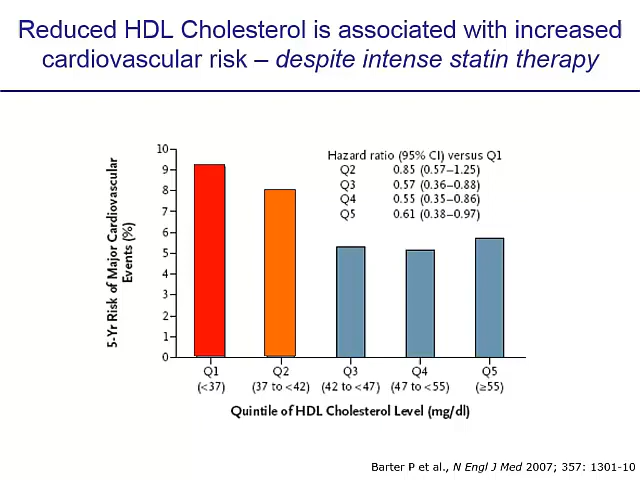 Reduced HDL Cholesterol is associated with increased
cardiovascular risk – despite intense statin therapy
10
9
8
7
6
5
4
3
2
1
0
5-Yr Risk of Major Cardiovascular
Events (%)
Hazard ratio (95% CI) versus Q1
Q2 0.85 (0.57–1.25)
Q3 0.57 (0.36–0.88)
Q4 0.55 (0.35–0.86)
Q5 0.61 (0.38–0.97)
Q1 Q2 Q3 Q4 Q5
(<37) (37 to <42) (42 to <47) (47 to <55) (≥55)
Quintile of HDL Cholesterol Level (mg/dl)
Barter P et al., N Engl J Med 2007; 357: 1301-10